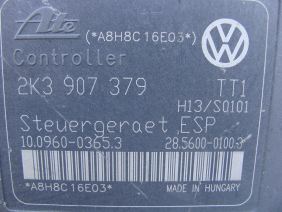 Ate
(*A8H8C16E03*)
Controller
2K3 907 379
TT1
H13/S0101
Steuergeraet ESP
10.0960-0365.3
28.5600-0100.3
*A8H8C16E03*
MADE IN HUNGARY